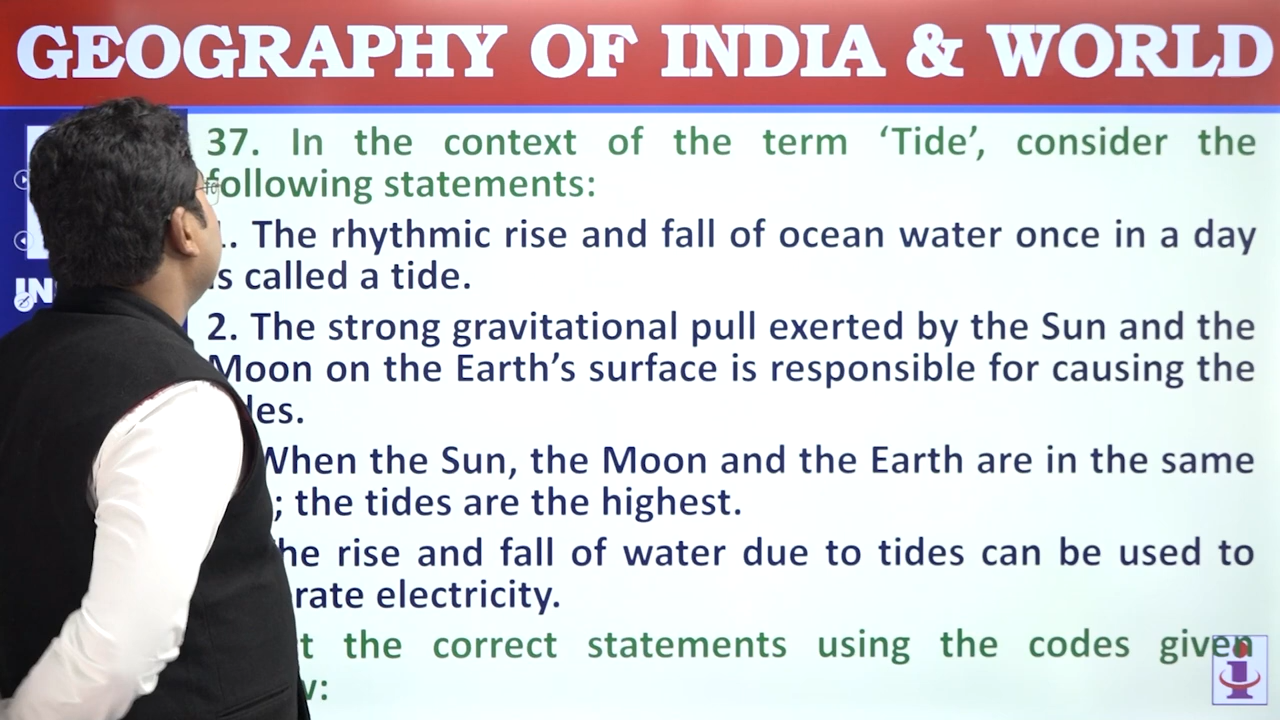 GEOGRAPHY OF INDIA & WORLD
37. In the context of the term ‘Tide’, consider the
following statements:
1. The rhythmic rise and fall of ocean water once in a day
is called a tide.
2. The strong gravitational pull exerted by the Sun and the
Moon on the Earth’s surface is responsible for causing the
When the Sun, the Moon and the Earth are in the same
; the tides are the highest.
rise and fall of water due to tides can be used to
electricity.
the correct statements using the codes given